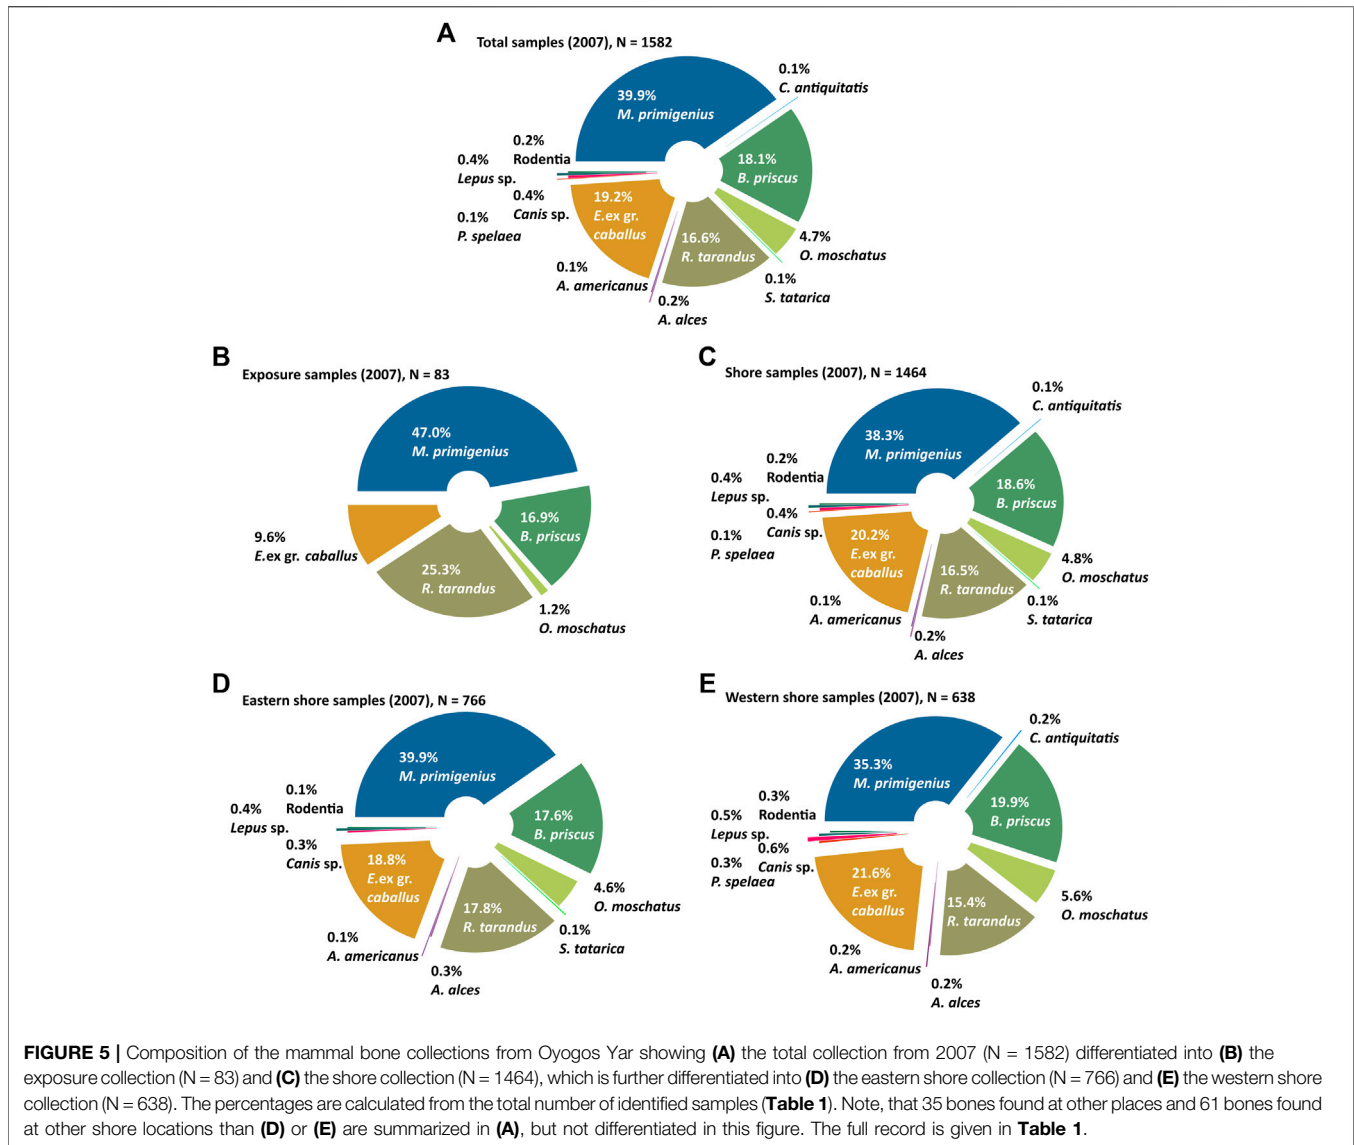 A
Total samples (2007), N = 1582
39.9%
M. primigenius
0.1%
C. antiquitatis
18.1%
B. priscus
4.7%
O. moschatus
0.1%
S. tatarica
16.6%
R. tarandus
0.2%
A. alces
0.1%
A. americanus
19.2%
E.ex gr.
caballus
0.1%
P. spelaea
0.4%
Canis sp.
0.4%
Lepus sp.
0.2%
Rodentia
B
Exposure samples (2007), N = 83
47.0%
M. primigenius
16.9%
B. priscus
1.2%
O. moschatus
25.3%
R. tarandus
9.6%
E.ex gr. caballus
C
Shore samples (2007), N = 1464
38.3%
M. primigenius
0.1%
C. antiquitatis
18.6%
B. priscus
4.8%
O. moschatus
0.1%
S. tatarica
16.5%
R. tarandus
0.2%
A. alces
0.1%
A. americanus
20.2%
E.ex gr.
caballus
0.1%
P. spelaea
0.4%
Canis sp.
0.4%
Lepus sp.
0.2%
Rodentia
D
Eastern shore samples (2007), N = 766
39.9%
M. primigenius
17.6%
B. priscus
4.6%
O. moschatus
0.1%
S. tatarica
17.8%
R. tarandus
0.3%
A. alces
0.1%
A. americanus
18.8%
E.ex gr.
caballus
0.3%
Canis sp.
0.4%
Lepus sp.
0.1%
Rodentia
E
Western shore samples (2007), N = 638
35.3%
M. primigenius
0.2%
C. antiquitatis
19.9%
B. priscus
5.6%
O. moschatus
15.4%
R. tarandus
0.2%
A. alces
0.2%
A. americanus
21.6%
E.ex gr.
caballus
0.3%
P. spelaea
0.6%
Canis sp.
0.5%
Lepus sp.
0.3%
Rodentia
FIGURE 5 | Composition of the mammal bone collections from Oyogos Yar showing (A) the total collection from 2007 (N = 1582) differentiated into (B) the
exposure collection (N = 83) and (C) the shore collection (N = 1464), which is further differentiated into (D) the eastern shore collection (N = 766) and (E) the western shore
collection (N = 638). The percentages are calculated from the total number of identified samples (Table 1). Note, that 35 bones found at other places and 61 bones found
at other shore locations than (D) or (E) are summarized in (A), but not differentiated in this figure. The full record is given in Table 1.